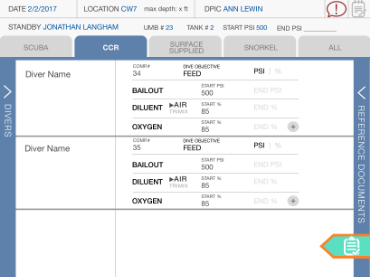 DATE 2/2/2017 LOCATION CW7 max depth: x ft DPIC ANN LEWIN
STANDBY JONATHAN LANGHAM UMB # 23 TANK # 2 START PSI 500 END PSI
SCUBA CCR SURFACE SUPPLIED SNORKEL ALL
DIVERS
Diver Name
COMP# DIVE OBJECTIVE
34 FEED PSI | %
START PSI
BAILOUT 500 END PSI
START %
DILUENT ▶AIR 85 END %
TRIMIX
START %
OXYGEN 85 END % +
Diver Name
COMP# DIVE OBJECTIVE
35 FEED PSI | %
START PSI
BAILOUT 500 END PSI
START %
DILUENT ▶AIR 85 END %
TRIMIX
START %
OXYGEN 85 END % +
REFERENCE DOCUMENTS